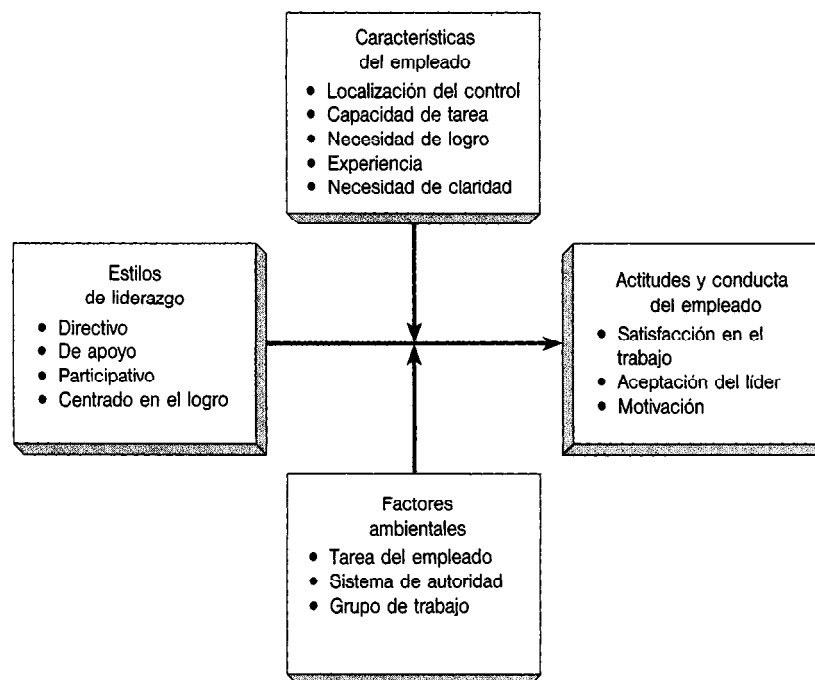 Características
del empleado
• Localización del control
• Capacidad de tarea
• Necesidad de logro
• Experiencia
• Necesidad de claridad
Estilos
de liderazgo
• Directivo
• De apoyo
• Participativo
• Centrado en el logro
Actitudes y conducta
del empleado
• Satisfacción en el
trabajo
• Aceptación del líder
• Motivación
Factores
ambientales
• Tarea del empleado
• Sistema de autoridad
• Grupo de trabajo